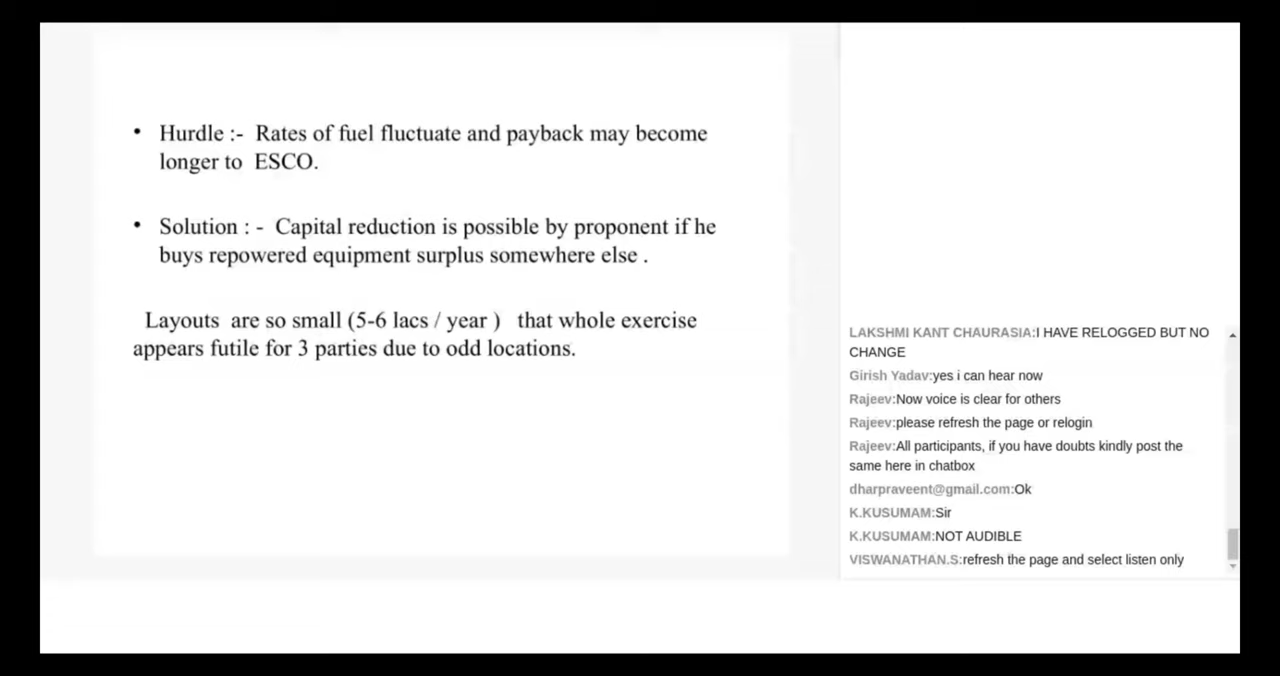 • Hurdle :- Rates of fuel fluctuate and payback may become
longer to ESCO.
• Solution : - Capital reduction is possible by proponent if he
buys repowered equipment surplus somewhere else .
Layouts are so small (5-6 lacs / year ) that whole exercise
appears futile for 3 parties due to odd locations.
LAKSHMI KANT CHAURASIA:I HAVE RELOGGED BUT NO
CHANGE
Girish Yadav:yes i can hear now
Rajeev:Now voice is clear for others
Rajeev:please refresh the page or relogin
Rajeev:All participants, if you have doubts kindly post the
same here in chatbox
dharpraveent@gmail.com:Ok
K.KUSUMAM:Sir
K.KUSUMAM:NOT AUDIBLE
VISWANATHAN.S:refresh the page and select listen only